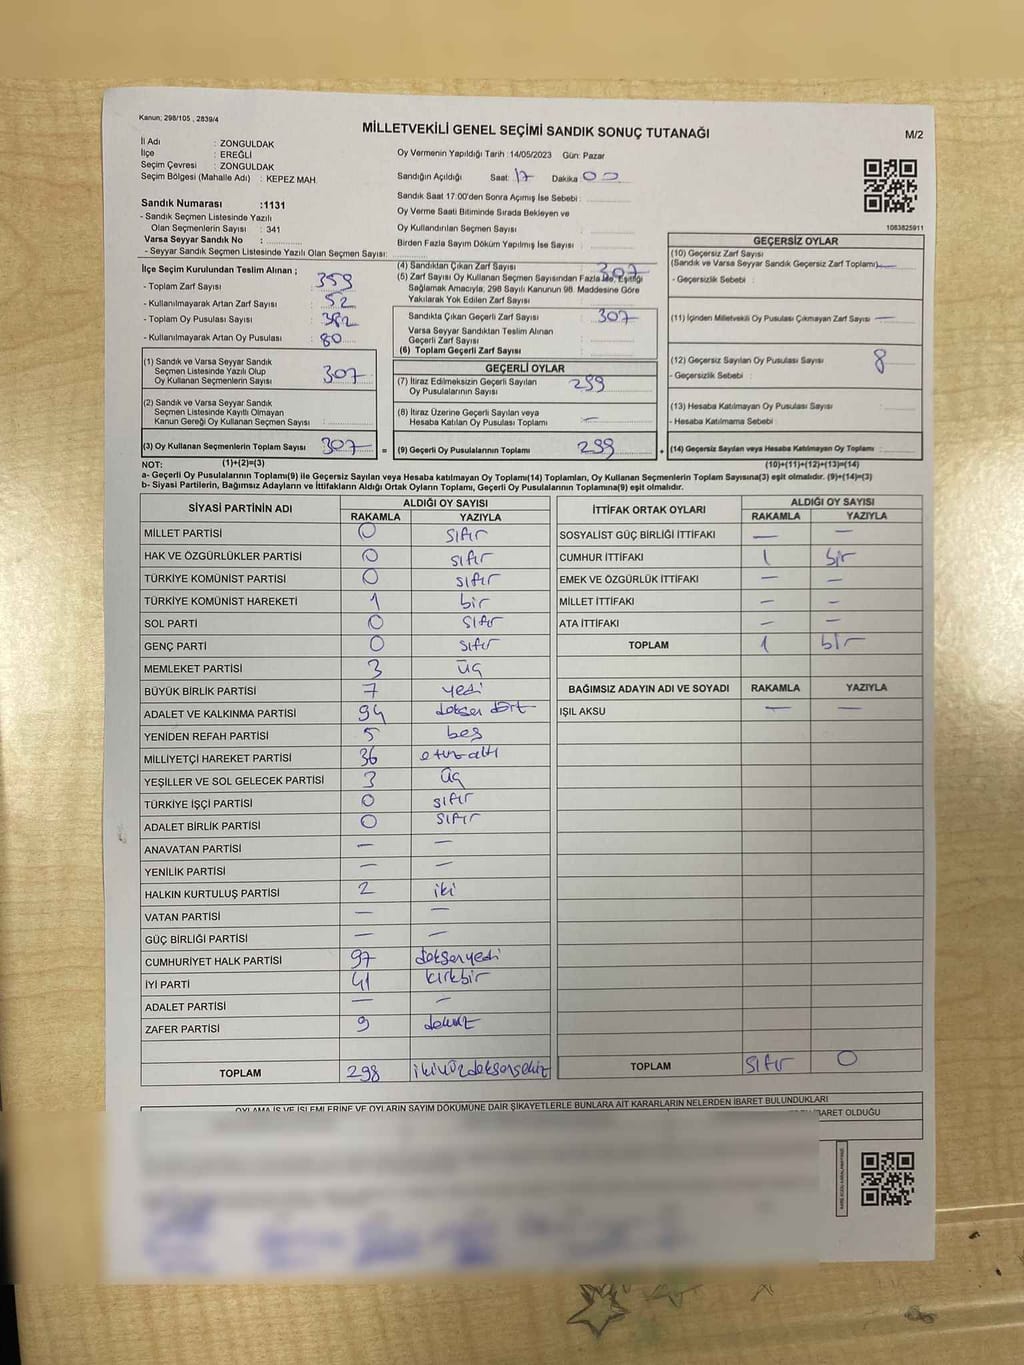 Kanun; 298/105 , 2839/4
MİLLETVEKİLİ GENEL SEÇİMİ SANDIK SONUÇ TUTANAĞI
M/2
İl Adı : ZONGULDAK
İlçe : EREĞLİ
Seçim Çevresi : ZONGULDAK
Seçim Bölgesi (Mahalle Adı) : KEPEZ MAH.
Oy Vermenin Yapıldığı Tarih :14/05/2023 Gün: Pazar
Sandığın Açıldığı Saat: 17 Dakika: 00
Sandık Saat 17:00'den Sonra Açmış İse Sebebi :
Oy Verme Saati Bitiminde Sırada Bekleyen ve
Oy Kullandırılan Seçmen Sayısı :
Birden Fazla Sayım Döküm Yapılmış İse Sayısı :
1083825911
Sandık Numarası :1131
- Sandık Seçmen Listesinde Yazılı
Olan Seçmenlerin Sayısı : 341
Varsa Seyyar Sandık No :
- Seyyar Sandık Seçmen Listesinde Yazılı Olan Seçmen Sayısı:
İlçe Seçim Kurulundan Teslim Alınan ;
- Toplam Zarf Sayısı : 359
- Kullanılmayarak Artan Zarf Sayısı : 52
- Toplam Oy Pusulası Sayısı : 382
- Kullanılmayarak Artan Oy Pusulası : 80
(1) Sandık ve Varsa Seyyar Sandık
Seçmen Listesinde Yazılı Olup
Oy Kullanan Seçmenlerin Sayısı : 307
(2) Sandık ve Varsa Seyyar Sandık
Seçmen Listesinde Kayıtlı Olmayan
Kanun Gereği Oy Kullanan Seçmen Sayısı :
(3) Oy Kullanan Seçmenlerin Toplam Sayısı : 307 =
(4) Sandıktan Çıkan Zarf Sayısı : 307
(5) Zarf Sayısı Oy Kullanan Seçmen Sayısından Fazla İse, Eşitliği
Sağlamak Amacıyla; 298 Sayılı Kanunun 98. Maddesine Göre
Yakılarak Yok Edilen Zarf Sayısı :
Sandıkta Çıkan Geçerli Zarf Sayısı : 307
Varsa Seyyar Sandıktan Teslim Alınan
Geçerli Zarf Sayısı :
(6) Toplam Geçerli Zarf Sayısı :
GEÇERLİ OYLAR
(7) İtiraz Edilmeksizin Geçerli Sayılan
Oy Pusulalarının Sayısı : 299
(8) İtiraz Üzerine Geçerli Sayılan veya
Hesaba Katılan Oy Pusulası Toplamı : —
(9) Geçerli Oy Pusulalarının Toplamı : 299 +
GEÇERSİZ OYLAR
(10) Geçersiz Zarf Sayısı
(Sandık ve Varsa Seyyar Sandık Geçersiz Zarf Toplamı): —
- Geçersizlik Sebebi :
(11) İçinden Milletvekili Oy Pusulası Çıkmayan Zarf Sayısı : —
(12) Geçersiz Sayılan Oy Pusulası Sayısı : 8
- Geçersizlik Sebebi :
(13) Hesaba Katılmayan Oy Pusulası Sayısı :
- Hesaba Katılmama Sebebi :
(14) Geçersiz Sayılan veya Hesaba Katılmayan Oy Toplamı :
NOT: (1)+(2)=(3)
(10)+(11)+(12)+(13)=(14)
a- Geçerli Oy Pusulalarının Toplamı(9) ile Geçersiz Sayılan veya Hesaba katılmayan Oy Toplamı(14) Toplamları, Oy Kullanan Seçmenlerin Toplam Sayısına(3) eşit olmalıdır. (9)+(14)=(3)
b- Siyasi Partilerin, Bağımsız Adayların ve İttifakların Aldığı Ortak Oyların Toplamı, Geçerli Oy Pusulalarının Toplamına(9) eşit olmalıdır.
SİYASİ PARTİNİN ADI ALDIĞI OY SAYISI
RAKAMLA YAZIYLA
MİLLET PARTİSİ 0 sıfır
HAK VE ÖZGÜRLÜKLER PARTİSİ 0 sıfır
TÜRKİYE KOMÜNİST PARTİSİ 0 sıfır
TÜRKİYE KOMÜNİST HAREKETİ 1 bir
SOL PARTİ 0 sıfır
GENÇ PARTİ 0 sıfır
MEMLEKET PARTİSİ 3 üç
BÜYÜK BİRLİK PARTİSİ 7 yedi
ADALET VE KALKINMA PARTİSİ 94 doksan dört
YENİDEN REFAH PARTİSİ 5 beş
MİLLİYETÇİ HAREKET PARTİSİ 36 otuzaltı
YEŞİLLER VE SOL GELECEK PARTİSİ 3 üç
TÜRKİYE İŞÇİ PARTİSİ 0 sıfır
ADALET BİRLİK PARTİSİ 0 sıfır
ANAVATAN PARTİSİ — —
YENİLİK PARTİSİ — —
HALKIN KURTULUŞ PARTİSİ 2 iki
VATAN PARTİSİ — —
GÜÇ BİRLİĞİ PARTİSİ — —
CUMHURİYET HALK PARTİSİ 97 doksanyedi
İYİ PARTİ 41 kırkbir
ADALET PARTİSİ — —
ZAFER PARTİSİ 9 dokuz
TOPLAM 298 ikiyüzdoksansekiz
İTTİFAK ORTAK OYLARI ALDIĞI OY SAYISI
RAKAMLA YAZIYLA
SOSYALİST GÜÇ BİRLİĞİ İTTİFAKI — —
CUMHUR İTTİFAKI 1 bir
EMEK VE ÖZGÜRLÜK İTTİFAKI — —
MİLLET İTTİFAKI — —
ATA İTTİFAKI — —
TOPLAM 1 bir
BAĞIMSIZ ADAYIN ADI VE SOYADI RAKAMLA YAZIYLA
IŞIL AKSU — —
TOPLAM sıfır 0
OYLAMA İŞ VE İŞLEMLERİNE VE OYLARIN SAYIM DÖKÜMÜNE DAİR ŞİKAYETLERLE BUNLARA AİT KARARLARIN NELERDEN İBARET BULUNDUKLARI
İBARET OLDUĞU